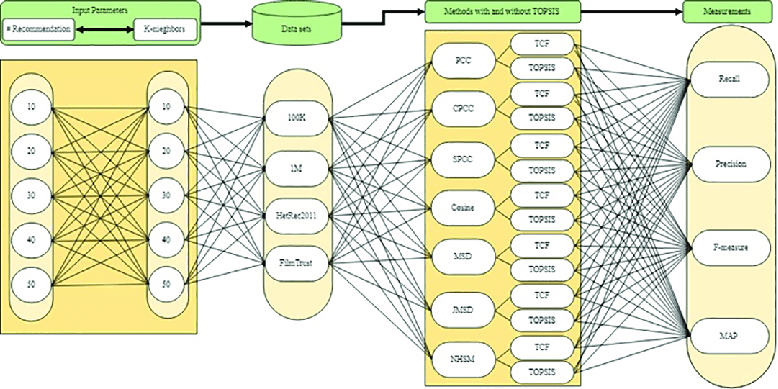 Input Parameters
# Recommendation
K-neighbors
Data sets
Methods with and without TOPSIS
Measurements
10
20
30
40
50
10
20
30
40
50
100K
1M
HetRec2011
FilmTrust
PCC
CPCC
SPCC
Cosine
MSD
JMSD
NHSM
TCF
TOPSIS
TCF
TOPSIS
TCF
TOPSIS
TCF
TOPSIS
TCF
TOPSIS
TCF
TOPSIS
TCF
TOPSIS
Recall
Precision
F-measure
MAP